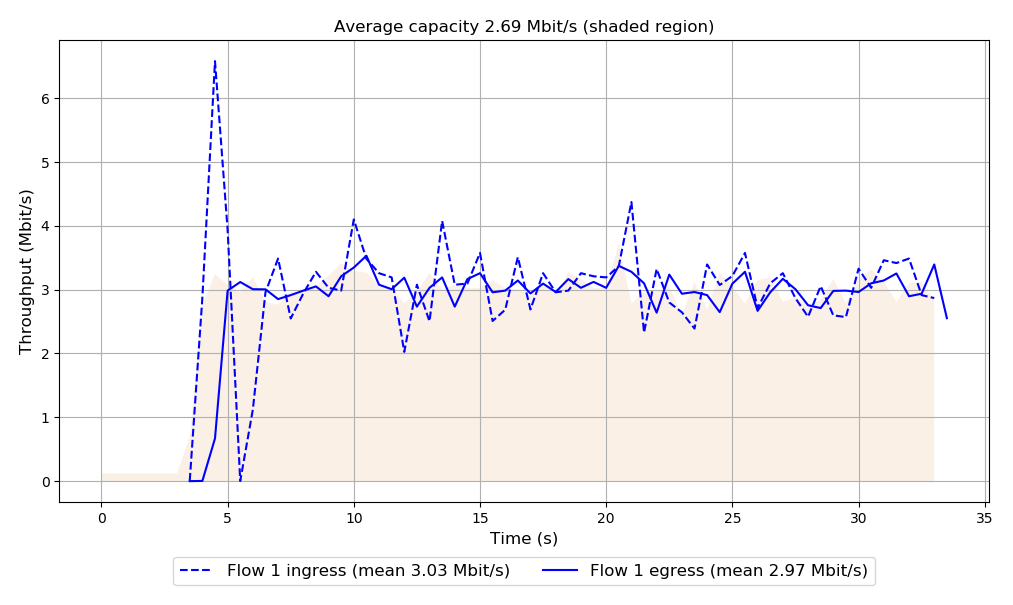 Average capacity 2.69 Mbit/s (shaded region)
Throughput (Mbit/s)
6
5
4
3
2
1
0
0 5 10 15 20 25 30 35
Time (s)
Flow 1 ingress (mean 3.03 Mbit/s) Flow 1 egress (mean 2.97 Mbit/s)